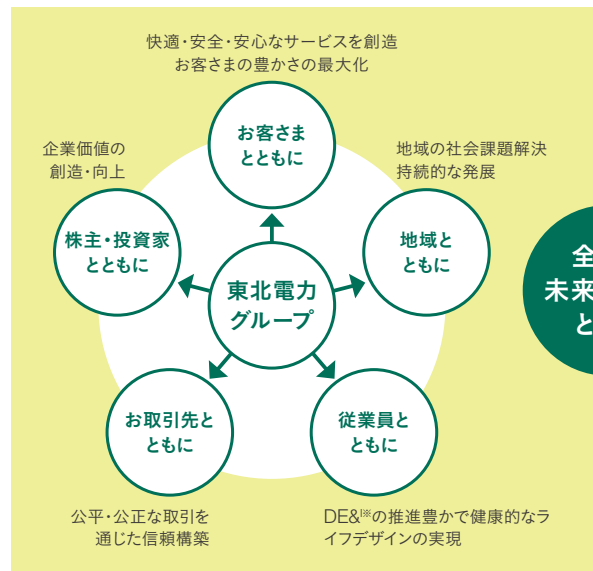 快適・安全・安心なサービスを創造
お客さまの豊かさの最大化
お客さま
とともに
企業価値の
創造・向上
地域の社会課題解決
持続的な発展
株主・投資家
とともに
地域と
ともに
東北電力
グループ
全
未来
と
お取引先と
ともに
従業員と
ともに
公平・公正な取引を
通じた信頼構築
DE&I※の推進豊かで健康的なラ
イフデザインの実現